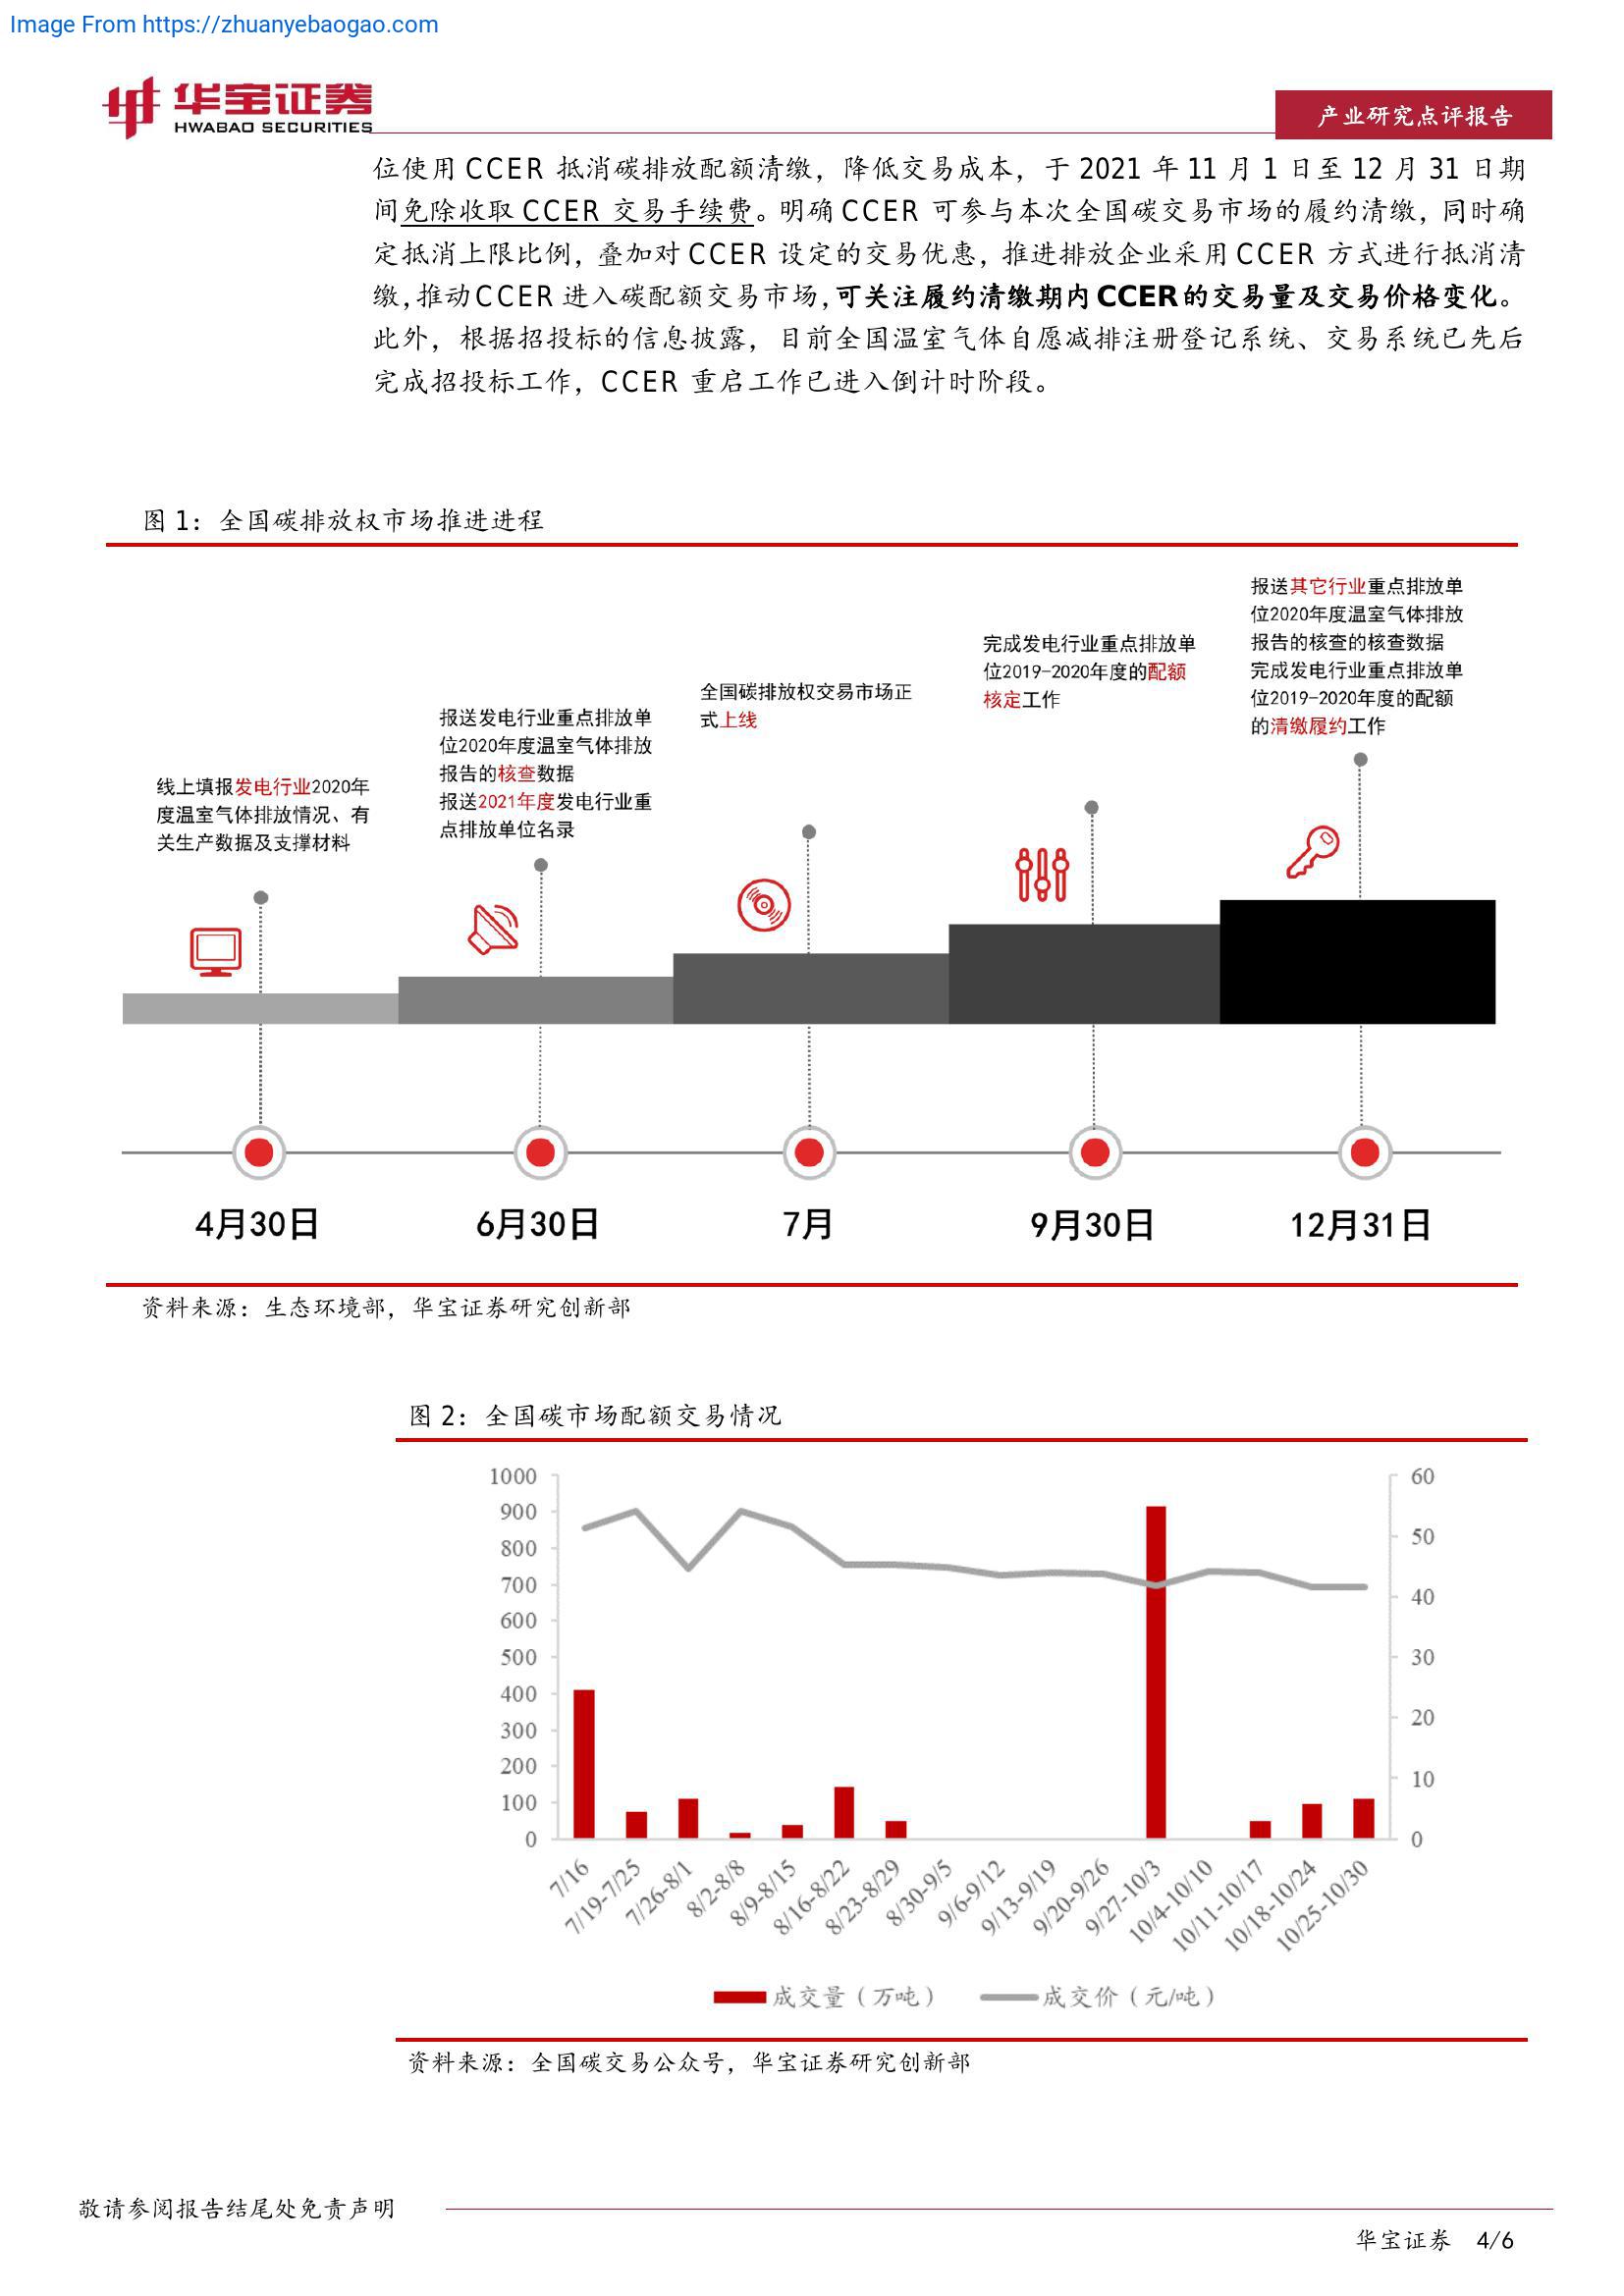 Image From https://zhuanyebaogao.com
华宝证券
HWABAO SECURITIES
产业研究点评报告
位使用 CCER 抵消碳排放配额清缴，降低交易成本，于 2021 年 11 月 1 日至 12 月 31 日期
间免除收取 CCER 交易手续费。明确 CCER 可参与本次全国碳交易市场的履约清缴，同时确
定抵消上限比例，叠加对 CCER 设定的交易优惠，推进排放企业采用 CCER 方式进行抵消清
缴，推动 CCER 进入碳配额交易市场，可关注履约清缴期内 CCER 的交易量及交易价格变化。
此外，根据招投标的信息披露，目前全国温室气体自愿减排注册登记系统、交易系统已先后
完成招投标工作，CCER 重启工作已进入倒计时阶段。
图 1：全国碳排放权市场推进进程
线上填报发电行业2020年
度温室气体排放情况、有
关生产数据及支撑材料
报送发电行业重点排放单
位2020年度温室气体排放
报告的核查数据
报送2021年度发电行业重
点排放单位名录
全国碳排放权交易市场正
式上线
完成发电行业重点排放单
位2019-2020年度的配额
核定工作
报送其它行业重点排放单
位2020年度温室气体排放
报告的核查的核查数据
完成发电行业重点排放单
位2019-2020年度的配额
的清缴履约工作
4月30日
6月30日
7月
9月30日
12月31日
资料来源：生态环境部，华宝证券研究创新部
图 2：全国碳市场配额交易情况
1000
900
800
700
600
500
400
300
200
100
0
60
50
40
30
20
10
0
7/16
7/19-7/25
7/26-8/1
8/2-8/8
8/9-8/15
8/16-8/22
8/23-8/29
8/30-9/5
9/6-9/12
9/13-9/19
9/20-9/26
9/27-10/3
10/4-10/10
10/11-10/17
10/18-10/24
10/25-10/30
成交量（万吨）
成交价（元/吨）
资料来源：全国碳交易公众号，华宝证券研究创新部
敬请参阅报告结尾处免责声明
华宝证券 4/6